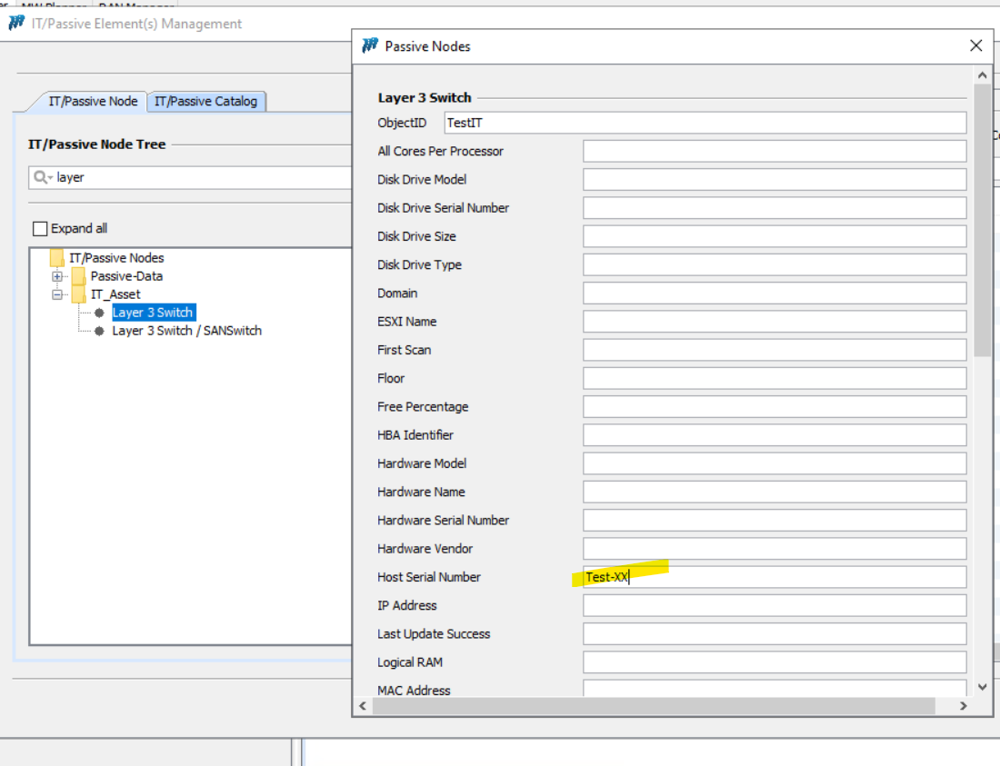 MW Planner RAN Manager
IT/Passive Element(s) Management
IT/Passive Node IT/Passive Catalog
IT/Passive Node Tree
layer
Expand all
IT/Passive Nodes
Passive-Data
IT_Asset
Layer 3 Switch
Layer 3 Switch / SANSwitch
Passive Nodes
Layer 3 Switch
ObjectID TestIT
All Cores Per Processor
Disk Drive Model
Disk Drive Serial Number
Disk Drive Size
Disk Drive Type
Domain
ESXI Name
First Scan
Floor
Free Percentage
HBA Identifier
Hardware Model
Hardware Name
Hardware Serial Number
Hardware Vendor
Host Serial Number Test-XX
IP Address
Last Update Success
Logical RAM
MAC Address